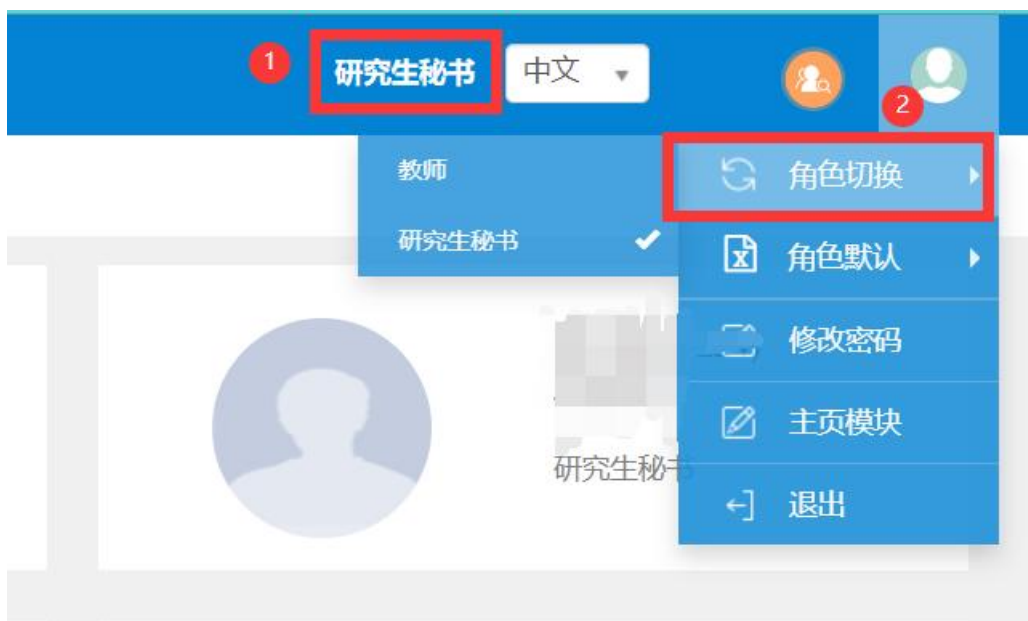 1
研究生秘书
中文
2
教师
角色切换
研究生秘书
角色默认
修改密码
主页模块
研究生秘书
退出